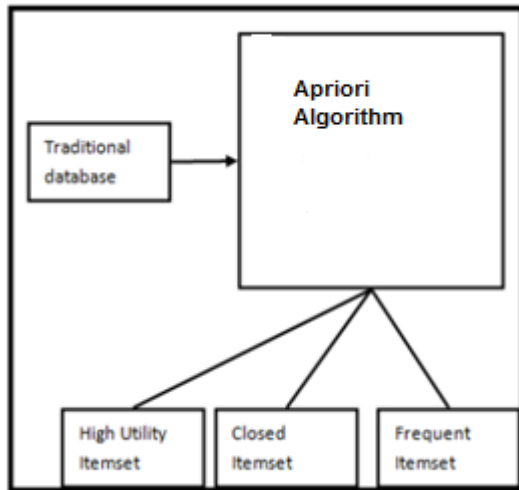 Apriori
Algorithm
Traditional
database
High Utility
Itemset
Closed
Itemset
Frequent
Itemset